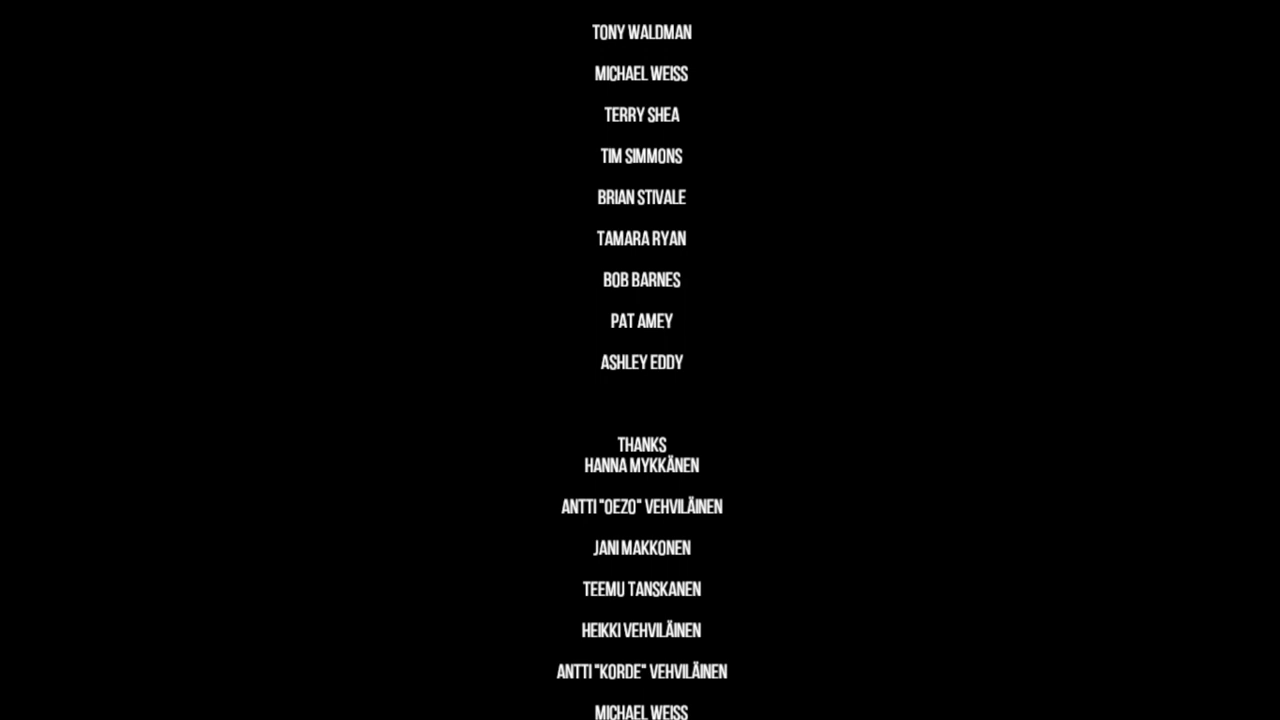 TONY WALDMAN
MICHAEL WEISS
TERRY SHEA
TIM SIMMONS
BRIAN STIVALE
TAMARA RYAN
BOB BARNES
PAT AMEY
ASHLEY EDDY
THANKS
HANNA MYKKÄNEN
ANTTI "OEZO" VEHVILÄINEN
JANI MAKKONEN
TEEMU TANSKANEN
HEIKKI VEHVILÄINEN
ANTTI "KORDE" VEHVILÄINEN
MICHAEL WEISS